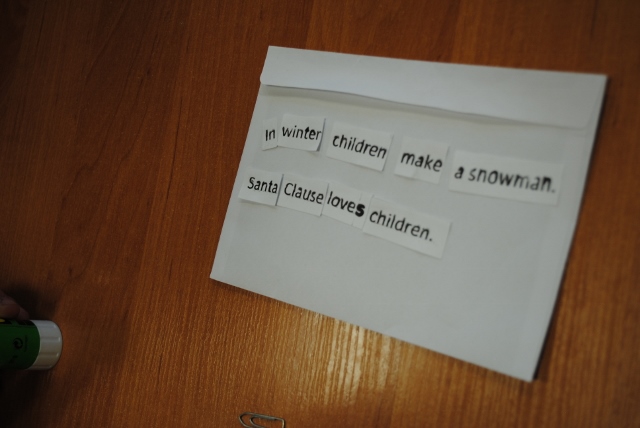 In winter children make a snowman.
Santa Clause loves children.